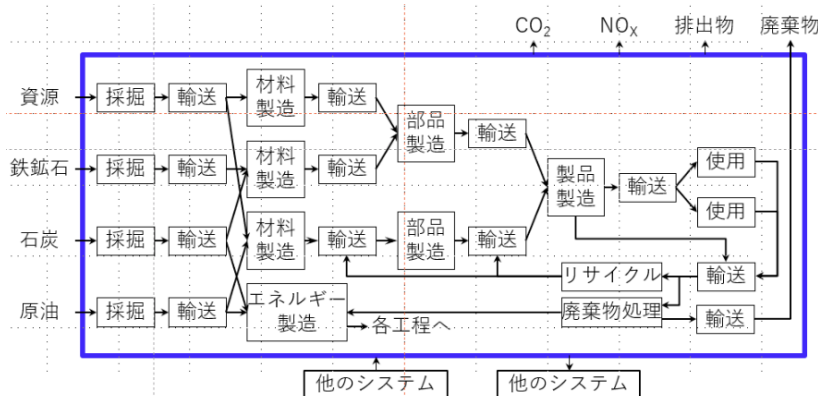 CO₂ NOX 排出物 廃棄物
資源 採掘 輸送 材料 製造 輸送
部品 製造 輸送
鉄鉱石 採掘 輸送 材料 製造 輸送
製品 製造 輸送 使用
使用
石炭 採掘 輸送 材料 製造 輸送 部品 製造 輸送
リサイクル 輸送
原油 採掘 輸送 エネルギー 製造 廃棄物処理 輸送
各工程へ
他のシステム 他のシステム